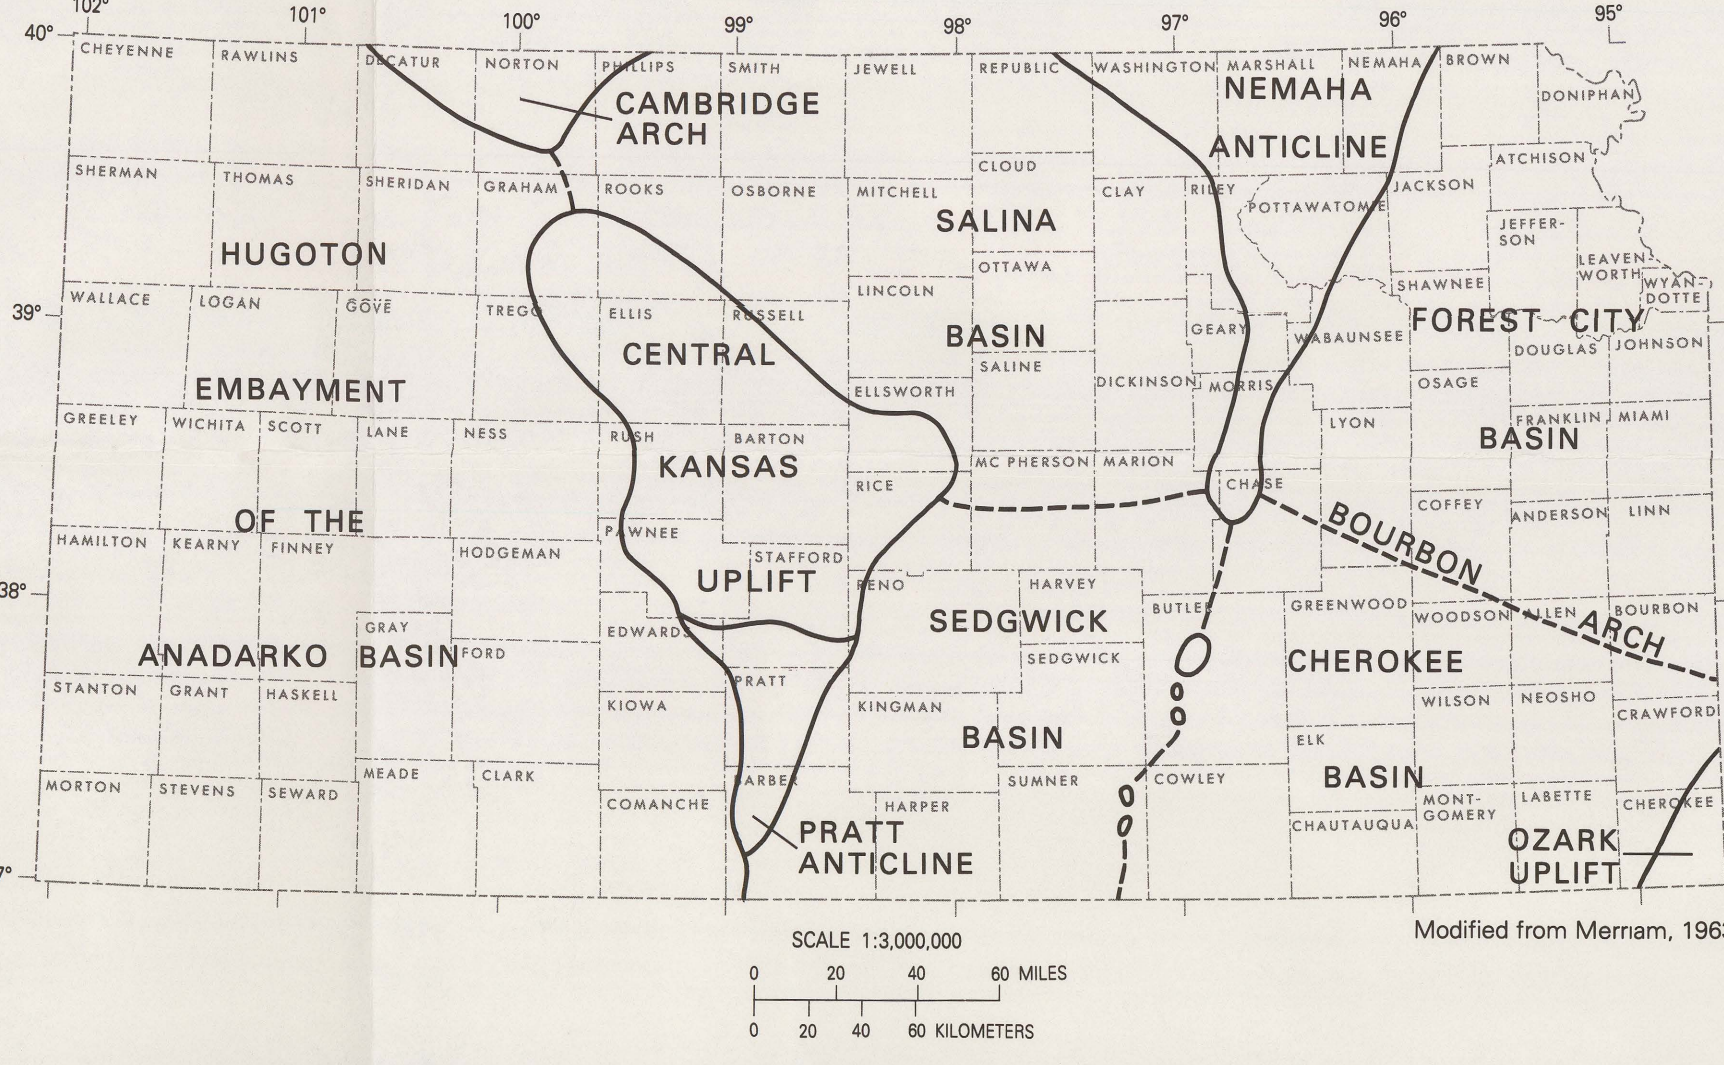 102° 101° 100° 99° 98° 97° 96° 95°
40°
CHEYENNE RAWLINS DECATUR NORTON PHILLIPS SMITH JEWELL REPUBLIC WASHINGTON MARSHALL NEMAHA BROWN
DONIPHAN
CAMBRIDGE
ARCH
NEMAHA
ANTICLINE
SHERMAN THOMAS SHERIDAN GRAHAM ROOKS OSBORNE MITCHELL CLOUD CLAY RILEY POTTAWATOMIE JACKSON ATCHISON
JEFFER-
SON
LEAVEN
WORTH
WYAN-
DOTTE
HUGOTON
SALINA
OTTAWA
LINCOLN
SHAWNEE
39°
WALLACE LOGAN GOVE TREGO ELLIS RUSSELL GEARY WABAUNSEE
FOREST CITY
DOUGLAS JOHNSON
CENTRAL
BASIN
SALINE DICKINSON MORRIS OSAGE
EMBAYMENT
ELLSWORTH
GREELEY WICHITA SCOTT LANE NESS RUSH BARTON LYON FRANKLIN MIAMI
BASIN
KANSAS
RICE MC PHERSON MARION CHASE
COFFEY ANDERSON LINN
OF THE
BOURBON
ARCH
HAMILTON KEARNY FINNEY HODGEMAN PAWNEE STAFFORD
UPLIFT
RENO HARVEY
38°
BUTLER GREENWOOD WOODSON ALLEN BOURBON
SEDGWICK
GRAY EDWARDS
ANADARKO BASIN
FORD
SEDGWICK
CHEROKEE
STANTON GRANT HASKELL PRATT
KIOWA KINGMAN WILSON NEOSHO CRAWFORD
BASIN
ELK
MEADE CLARK BARBER SUMNER COWLEY
BASIN
MORTON STEVENS SEWARD COMANCHE HARPER
MONT-
GOMERY
LABETTE CHEROKEE
CHAUTAUQUA
PRATT
ANTICLINE
OZARK
UPLIFT
7°
Modified from Merriam, 196
SCALE 1:3,000,000
0 20 40 60 MILES
0 20 40 60 KILOMETERS